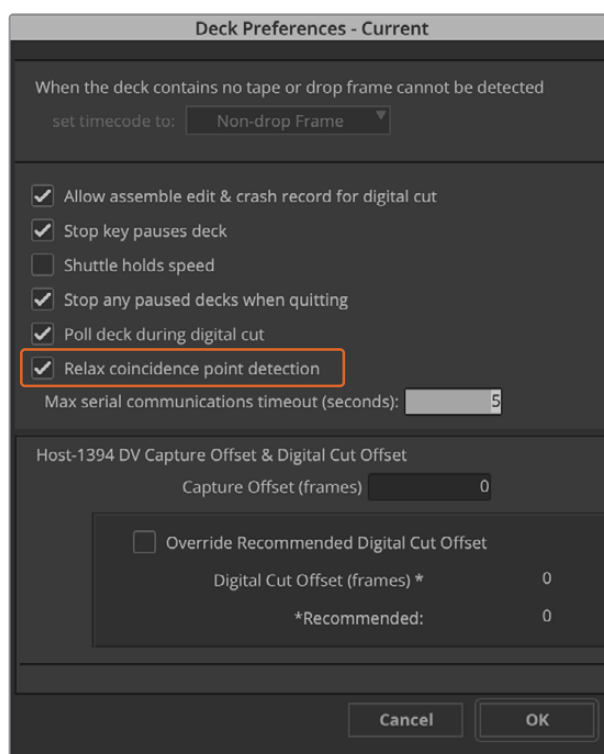 Deck Preferences - Current
When the deck contains no tape or drop frame cannot be detected
set timecode to: Non-drop Frame
Allow assemble edit & crash record for digital cut
Stop key pauses deck
Shuttle holds speed
Stop any paused decks when quitting
Poll deck during digital cut
Relax coincidence point detection
Max serial communications timeout (seconds): 5
Host-1394 DV Capture Offset & Digital Cut Offset
Capture Offset (frames) 0
Override Recommended Digital Cut Offset
Digital Cut Offset (frames) * 0
*Recommended: 0
Cancel OK